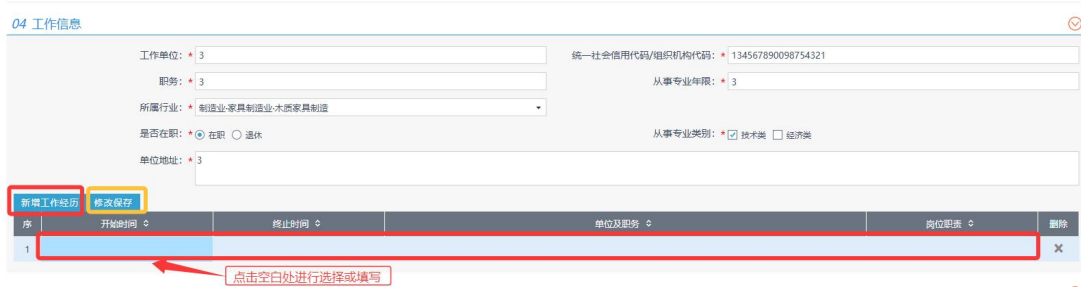 04 工作信息
工作单位: * 3 统一社会信用代码/组织机构代码: * 134567890098754321
职务: * 3 从事专业年限: * 3
所属行业: * 制造业-家具制造业-木质家具制造
是否在职: * 在职 退休 从事专业类别: * 技术类 经济类
单位地址: * 3
新增工作经历 修改保存
序 开始时间 终止时间 单位及职务 岗位职责 删除
1
点击空白处进行选择或填写